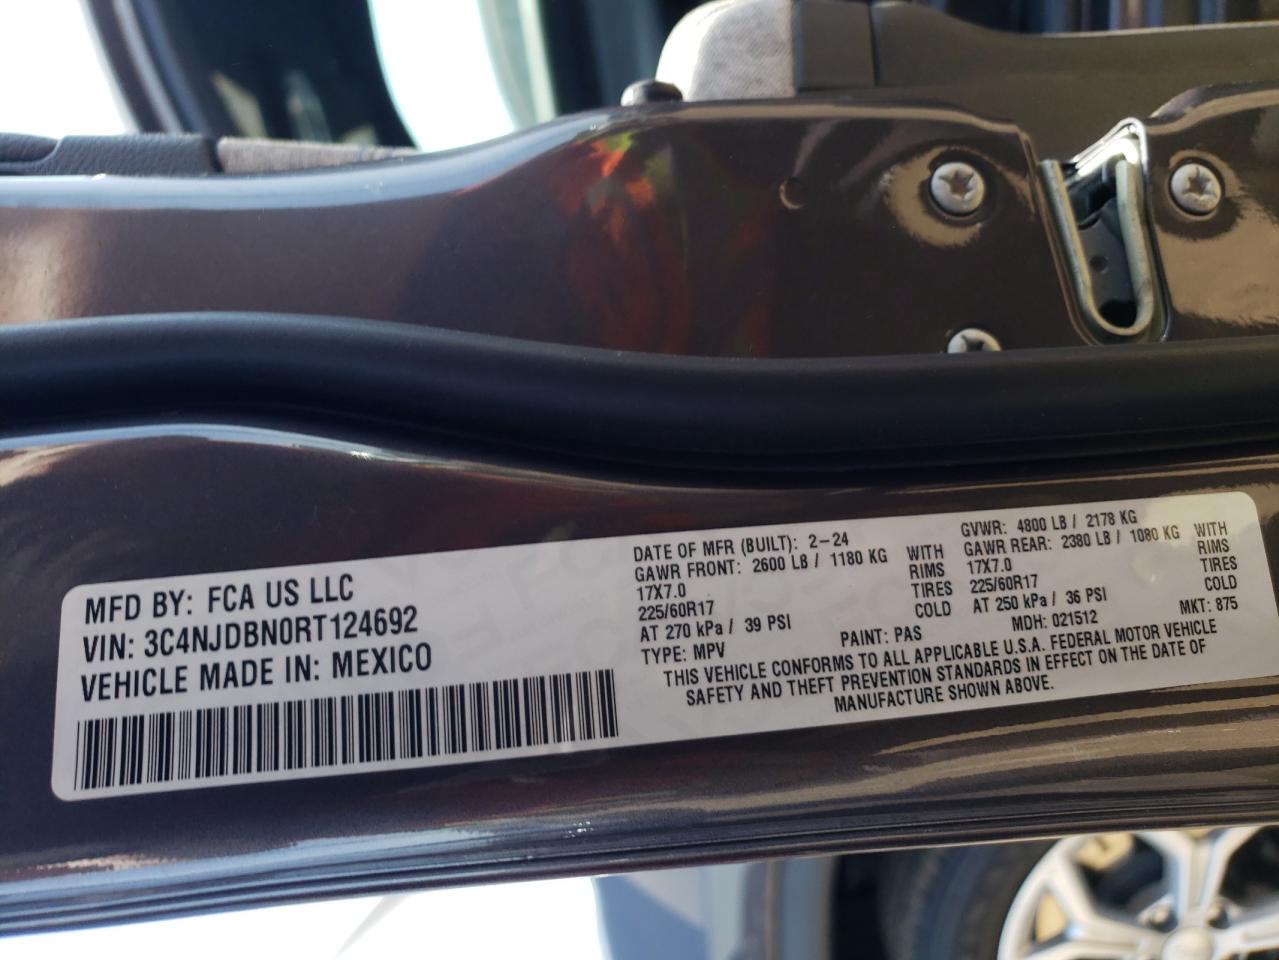 MFD BY: FCA US LLC
VIN: 3C4NJDBN0RT124692
VEHICLE MADE IN: MEXICO
DATE OF MFR (BUILT): 2-24
GAWR FRONT: 2600 LB / 1180 KG WITH
17X7.0 RIMS
225/60R17 TIRES
AT 270 kPa / 39 PSI COLD
TYPE: MPV
GVWR: 4800 LB / 2178 KG
GAWR REAR: 2380 LB / 1080 KG WITH
17X7.0 RIMS
225/60R17 TIRES
AT 250 kPa / 36 PSI COLD
PAINT: PAS MDH: 021512 MKT: 875
THIS VEHICLE CONFORMS TO ALL APPLICABLE U.S.A. FEDERAL MOTOR VEHICLE
SAFETY AND THEFT PREVENTION STANDARDS IN EFFECT ON THE DATE OF
MANUFACTURE SHOWN ABOVE.